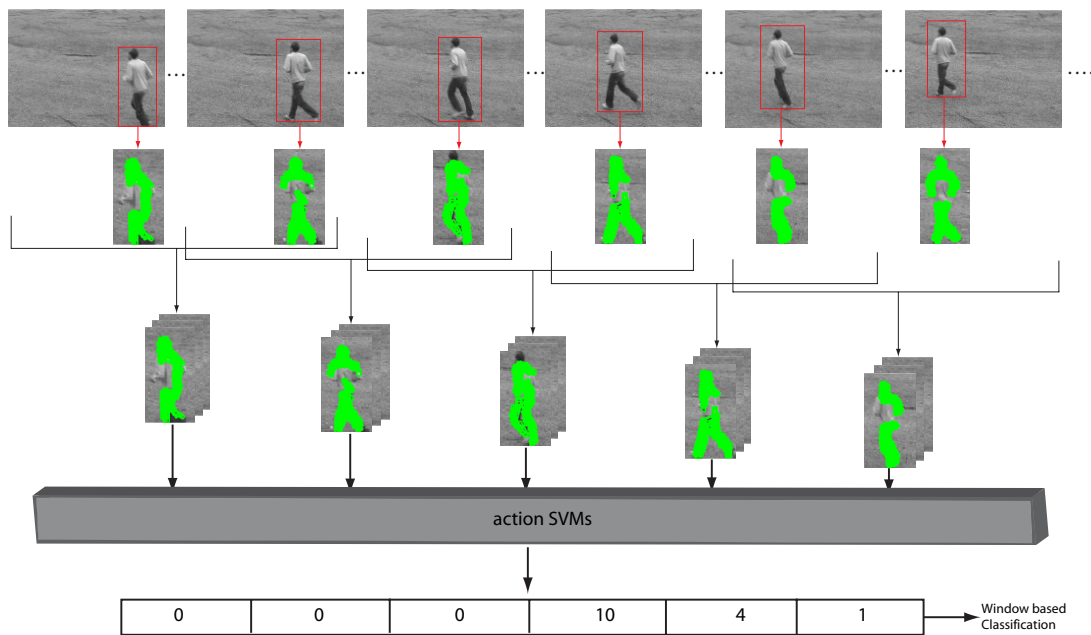 ... ... ... ... ... ....
action SVMs
0 0 0 10 4 1
Window based
Classification